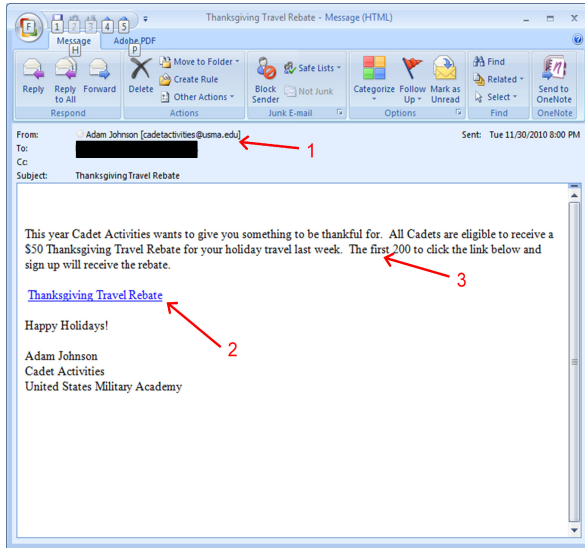 Thanksgiving Travel Rebate - Message (HTML)
F
1 2 3 4 5
Message Adobe PDF
H P
Reply Reply to All Forward
Respond
Delete
Move to Folder
Create Rule
Other Actions
Actions
Block Sender
Safe Lists
Not Junk
Junk E-mail
Categorize Follow Up Mark as Unread
Options
Find
Related
Select
Find
Send to OneNote
OneNote
From: Adam Johnson [cadetactivities@usma.edu] Sent: Tue 11/30/2010 8:00 PM
1
To:
Cc:
Subject: Thanksgiving Travel Rebate
This year Cadet Activities wants to give you something to be thankful for. All Cadets are eligible to receive a
$50 Thanksgiving Travel Rebate for your holiday travel last week. The first 200 to click the link below and
sign up will receive the rebate.
3
Thanksgiving Travel Rebate
2
Happy Holidays!
Adam Johnson
Cadet Activities
United States Military Academy